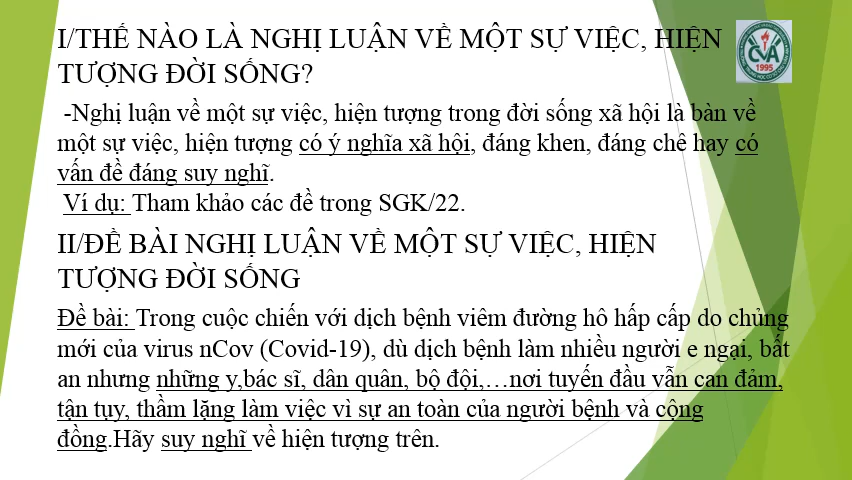 I/THẾ NÀO LÀ NGHỊ LUẬN VỀ MỘT SỰ VIỆC, HIỆN
TƯỢNG ĐỜI SỐNG?
-Nghị luận về một sự việc, hiện tượng trong đời sống xã hội là bàn về
một sự việc, hiện tượng có ý nghĩa xã hội, đáng khen, đáng chê hay có
vấn đề đáng suy nghĩ.
Ví dụ: Tham khảo các đề trong SGK/22.
II/ĐỀ BÀI NGHỊ LUẬN VỀ MỘT SỰ VIỆC, HIỆN
TƯỢNG ĐỜI SỐNG
Đề bài: Trong cuộc chiến với dịch bệnh viêm đường hô hấp cấp do chủng
mới của virus nCov (Covid-19), dù dịch bệnh làm nhiều người e ngại, bất
an nhưng những y,bác sĩ, dân quân, bộ đội,…nơi tuyến đầu vẫn can đảm,
tận tụy, thầm lặng làm việc vì sự an toàn của người bệnh và cộng
đồng.Hãy suy nghĩ về hiện tượng trên.
CVA
1995